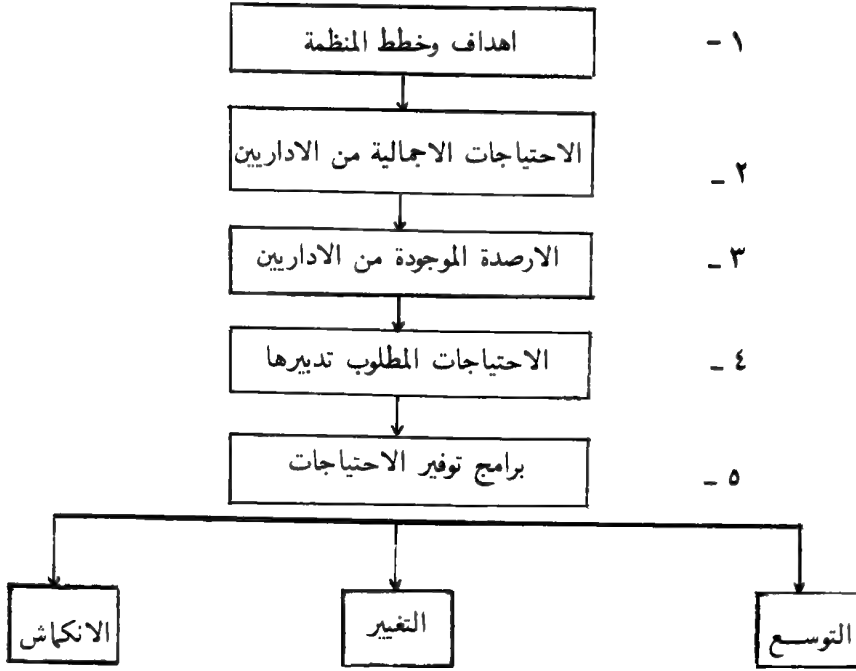 ١ - اهداف وخطط المنظمة
٢ - الاحتياجات الاجمالية من الاداريين
٣ - الارصدة الموجودة من الاداريين
٤ - الاحتياجات المطلوب تدبيرها
٥ - برامج توفير الاحتياجات
التوسع
التغيير
الانكماش